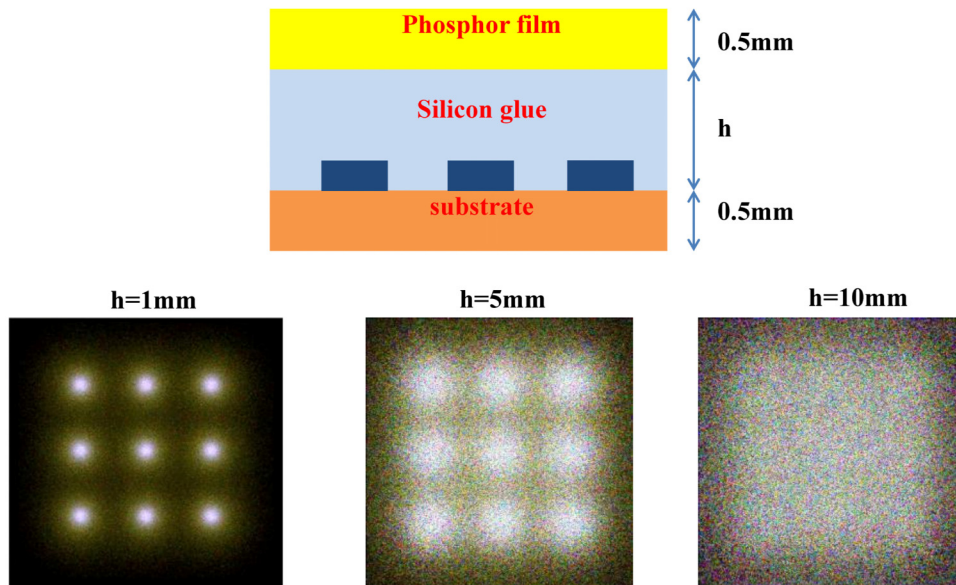 Phosphor film
0.5mm
Silicon glue
h
substrate
0.5mm
h=1mm
h=5mm
h=10mm